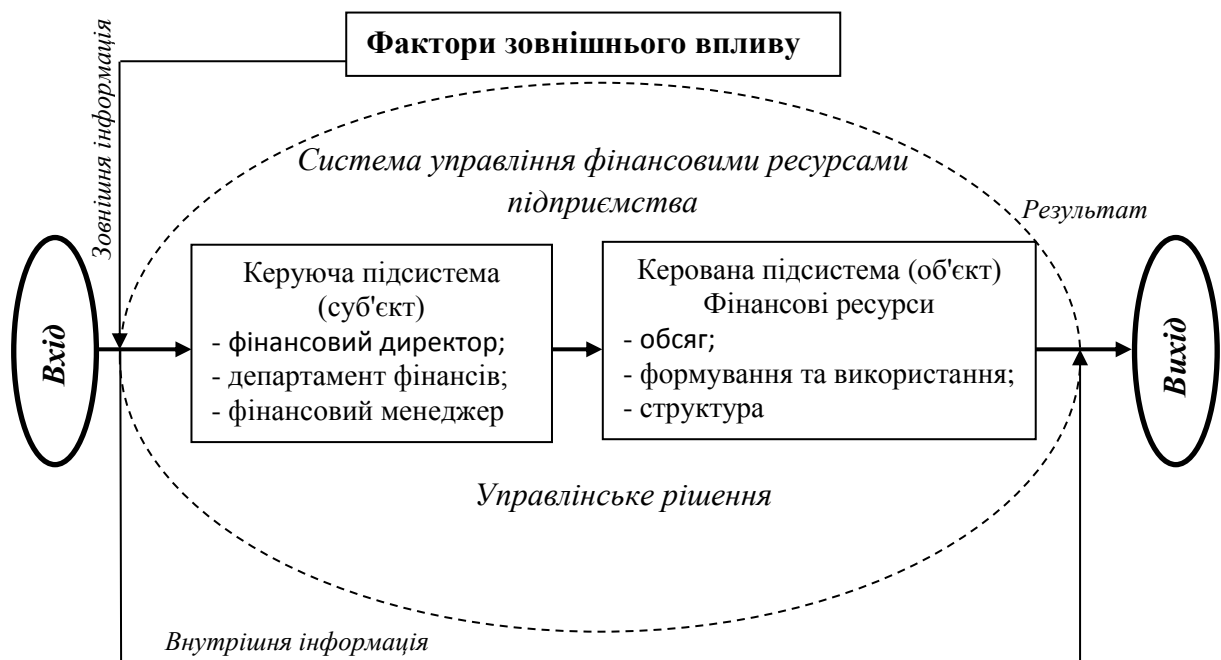 Фактори зовнішнього впливу
Зовнішня інформація
Система управління фінансовими ресурсами
підприємства
Результат
Вхід
Керуюча підсистема
(суб'єкт)
- фінансовий директор;
- департамент фінансів;
- фінансовий менеджер
Керована підсистема (об'єкт)
Фінансові ресурси
- обсяг;
- формування та використання;
- структура
Вихід
Управлінське рішення
Внутрішня інформація